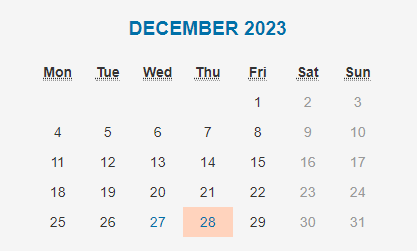 DECEMBER 2023
Mon Tue Wed Thu Fri Sat Sun
1 2 3
4 5 6 7 8 9 10
11 12 13 14 15 16 17
18 19 20 21 22 23 24
25 26 27 28 29 30 31